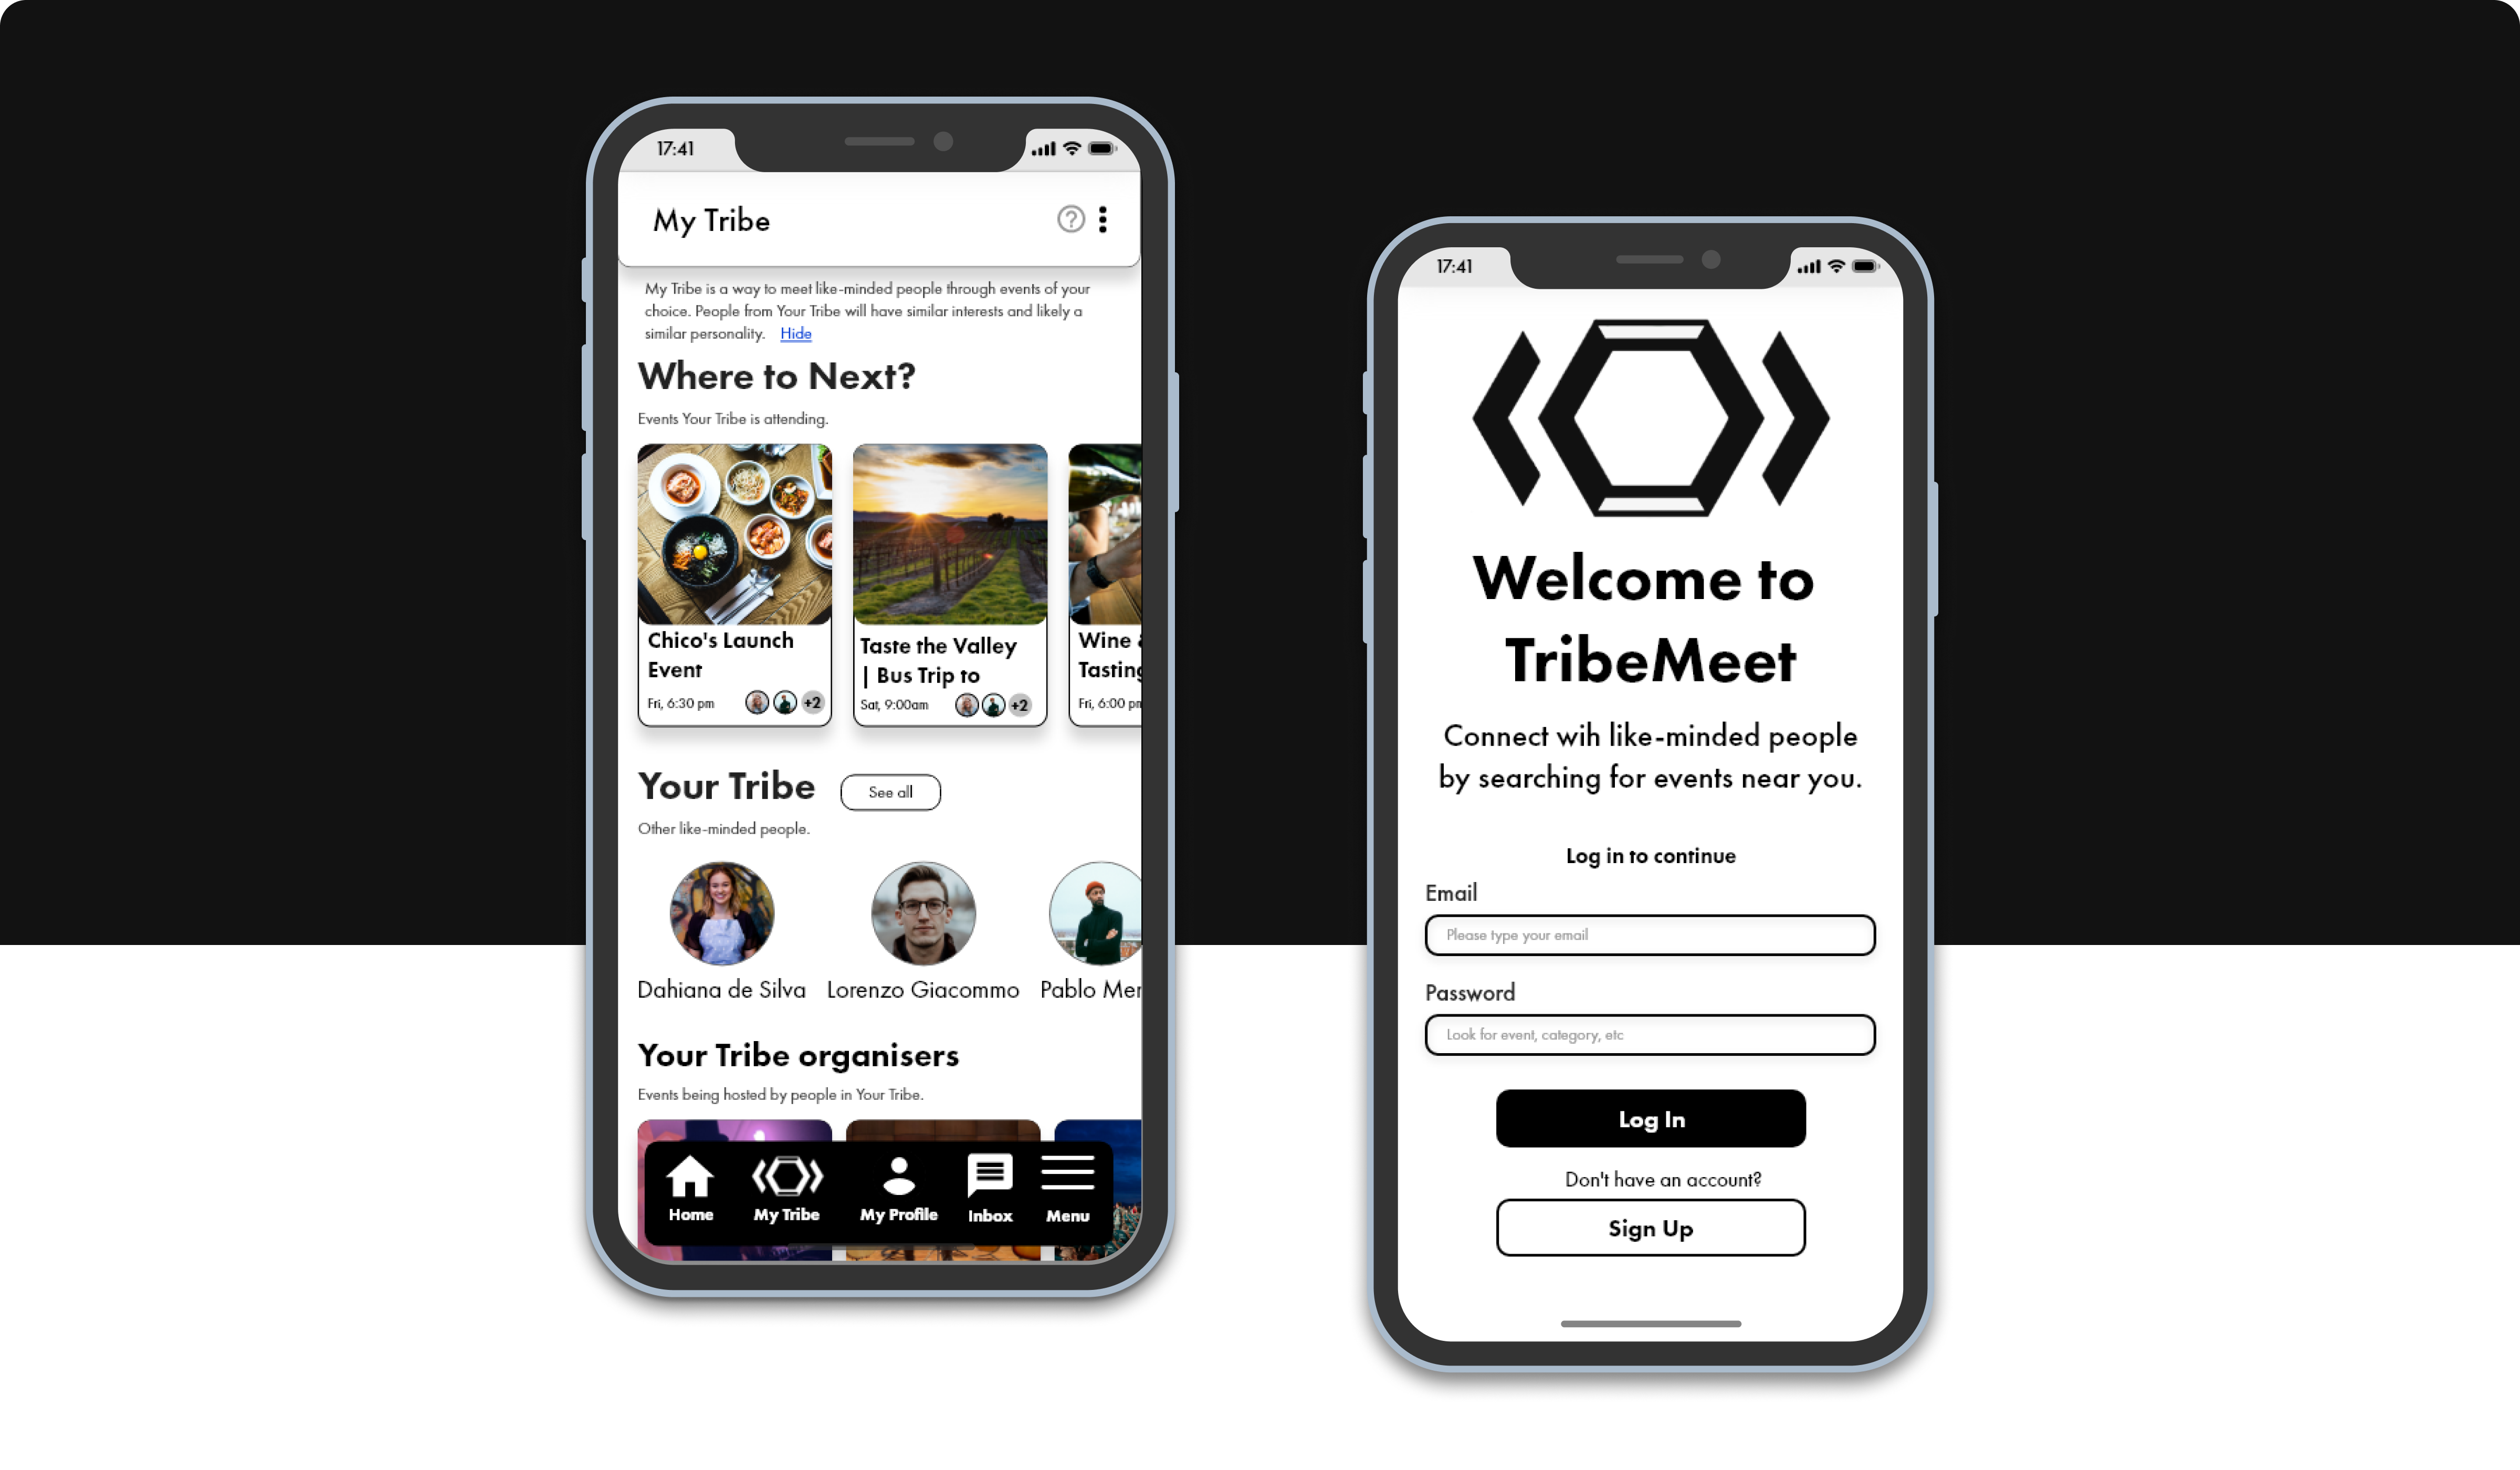 17:41
My Tribe
My Tribe is a way to meet like-minded people through events of your
choice. People from Your Tribe will have similar interests and likely a
similar personality. Hide
Where to Next?
Events Your Tribe is attending.
Chico's Launch
Event
Fri, 6:30 pm +2
Taste the Valley
| Bus Trip to
Sat, 9:00am +2
Wine
Tasting
Fri, 6:00 pm
Your Tribe
See all
Other like-minded people.
Dahiana de Silva
Lorenzo Giacommo
Pablo
Your Tribe organisers
Events being hosted by people in Your Tribe.
Home
My Tribe
My Profile
Inbox
Menu
17:41
Welcome to
TribeMeet
Connect wih like-minded people
by searching for events near you.
Log in to continue
Email
Please type your email
Password
Look for event, category, etc
Log In
Don't have an account?
Sign Up